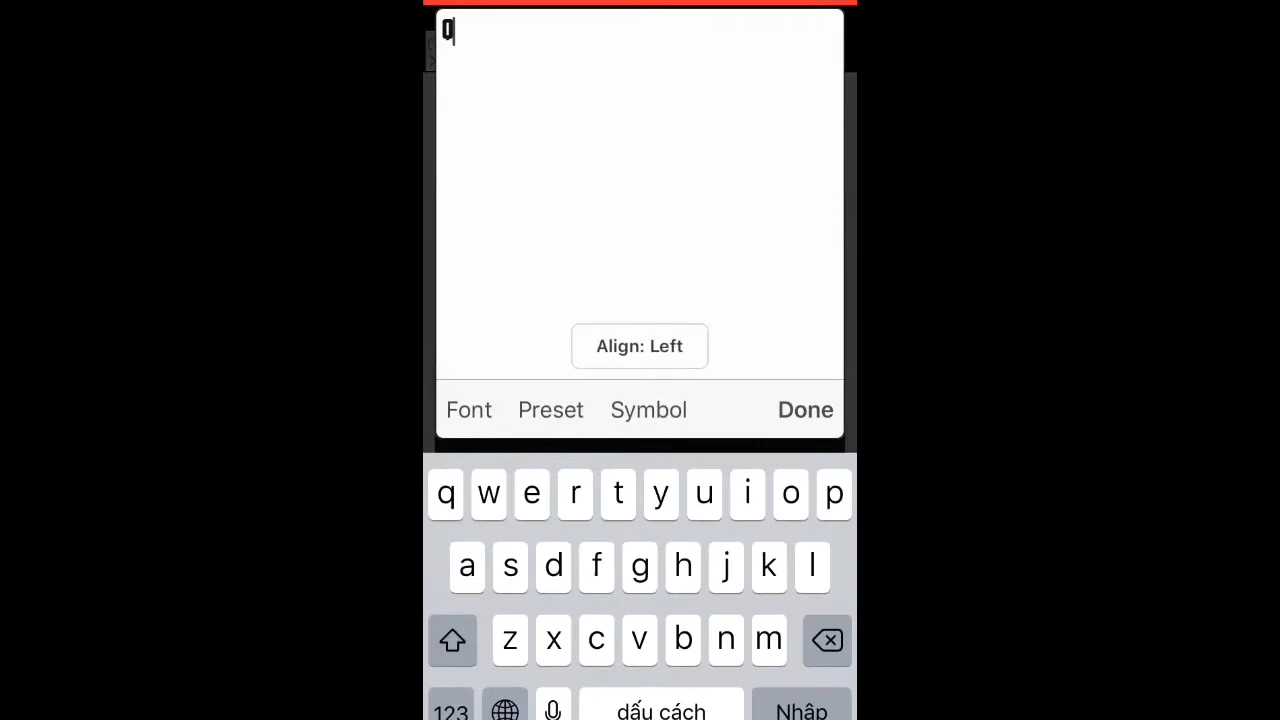 Q
Align: Left
Font Preset Symbol Done
q w e r t y u i o p
a s d f g h j k l
z x c v b n m
123 dấu cách Nhập